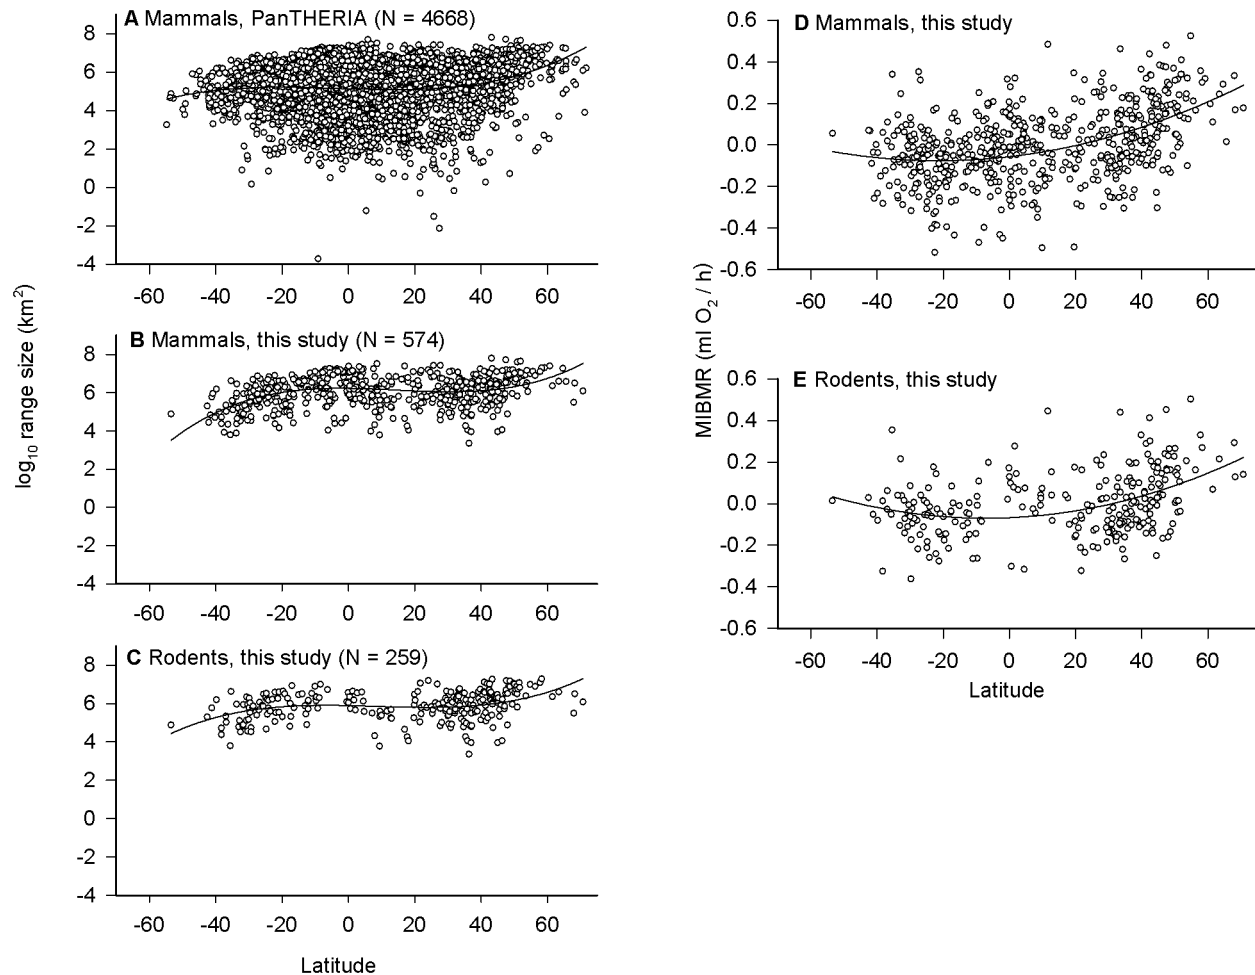 A Mammals, PanTHERIA (N = 4668)
8
6
4
2
0
-2
-4
-60 -40 -20 0 20 40 60
B Mammals, this study (N = 574)
8
6
4
2
0
-2
-4
-60 -40 -20 0 20 40 60
C Rodents, this study (N = 259)
8
6
4
2
0
-2
-4
-60 -40 -20 0 20 40 60
Latitude
log10 range size (km2)
D Mammals, this study
0.6
0.4
0.2
0.0
-0.2
-0.4
-0.6
-60 -40 -20 0 20 40 60
E Rodents, this study
0.6
0.4
0.2
0.0
-0.2
-0.4
-0.6
-60 -40 -20 0 20 40 60
Latitude
MIBMR (ml O2 / h)